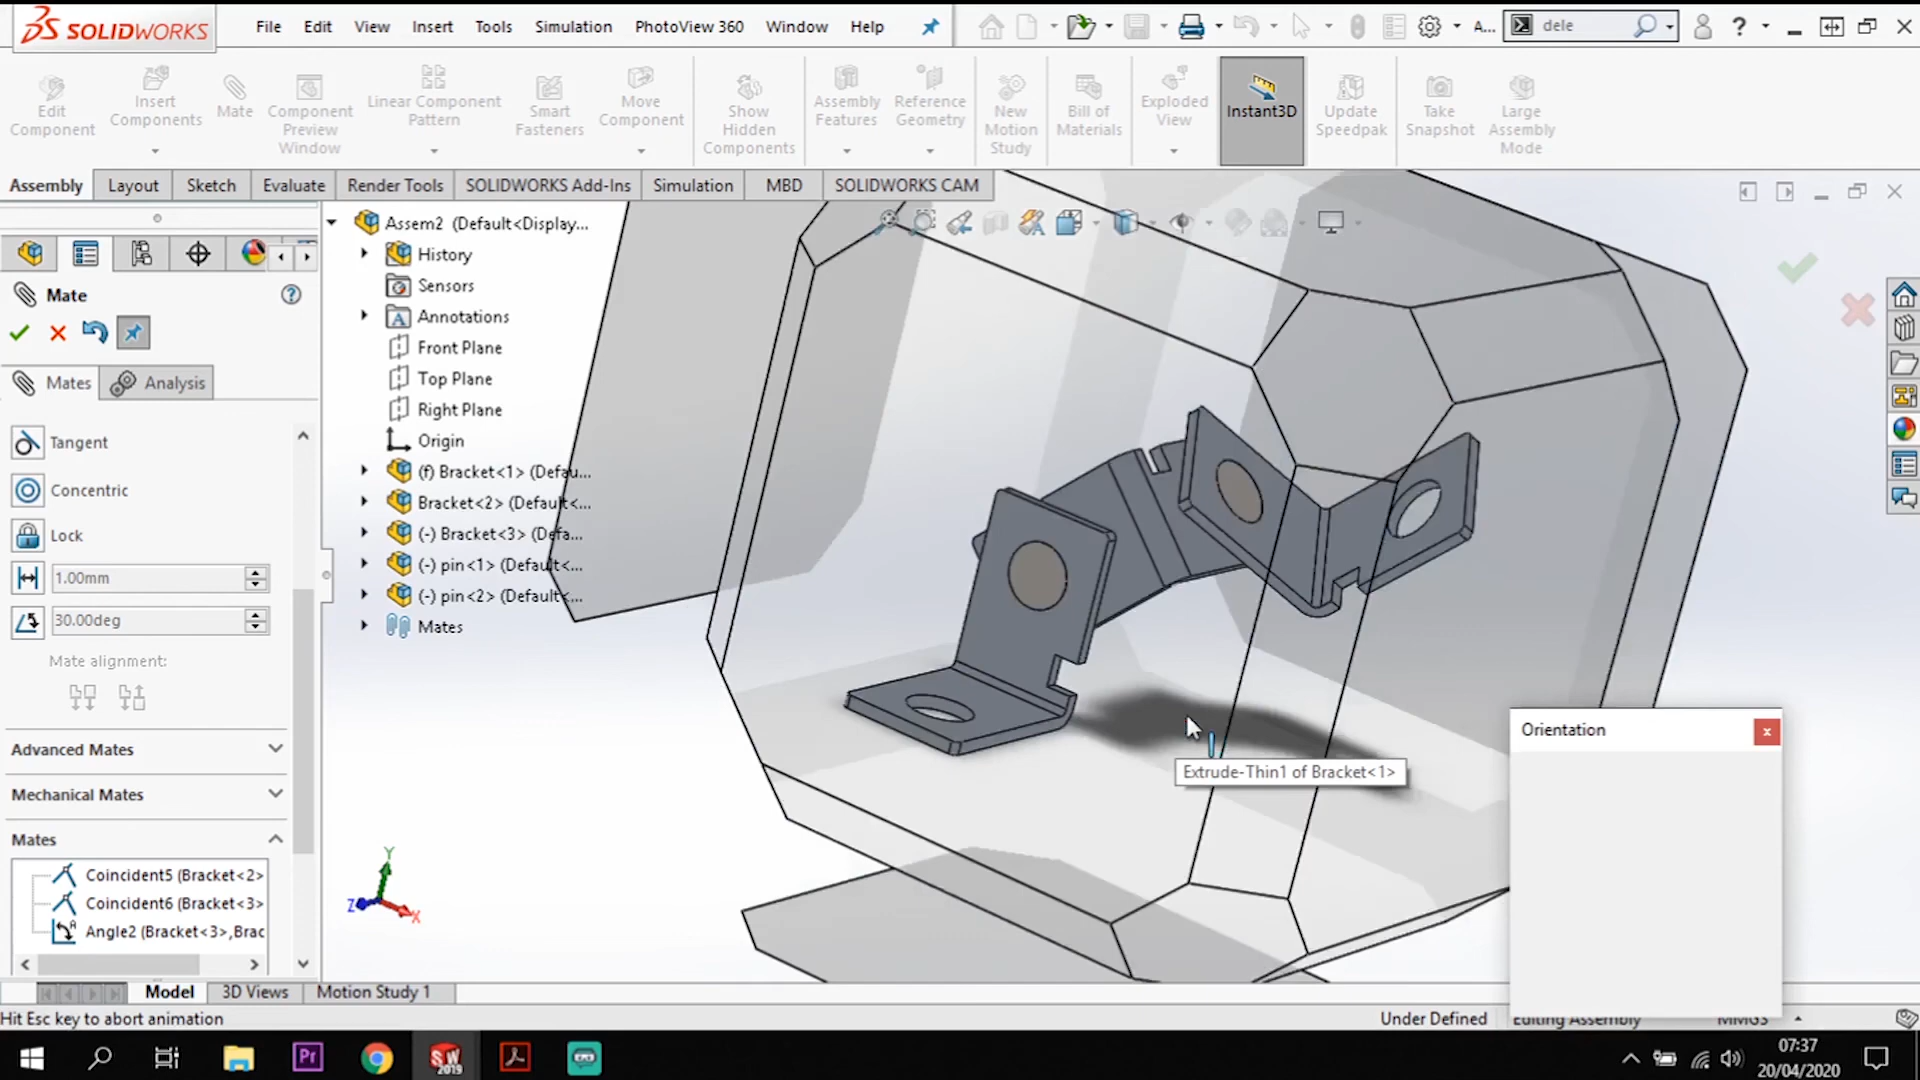 SOLIDWORKS
File Edit View Insert Tools Simulation PhotoView 360 Window Help
A... dele
Edit Component
Insert Components
Mate
Component Preview Window
Linear Component Pattern
Smart Fasteners
Move Component
Show Hidden Components
Assembly Features
Reference Geometry
New Motion Study
Bill of Materials
Exploded View
Instant3D
Update Speedpak
Take Snapshot
Large Assembly Mode
Assembly Layout Sketch Evaluate Render Tools SOLIDWORKS Add-Ins Simulation MBD SOLIDWORKS CAM
Mate
Mates Analysis
Tangent
Concentric
Lock
1.00mm
30.00deg
Mate alignment:
Advanced Mates
Mechanical Mates
Mates
Coincident5 (Bracket<2>
Coincident6 (Bracket<3>
Angle2 (Bracket<3>,Brac
Assem2 (Default<Display...
History
Sensors
Annotations
Front Plane
Top Plane
Right Plane
Origin
(f) Bracket<1> (Defau...
Bracket<2> (Default<...
(-) Bracket<3> (Defa...
(-) pin<1> (Default<...
(-) pin<2> (Default<...
Mates
Y
Z
X
Extrude-Thin1 of Bracket<1>
Orientation
Model 3D Views Motion Study 1
Hit Esc key to abort animation
Under Defined Editing Assembly MMGS
Pr
SW 2019
07:37
20/04/2020